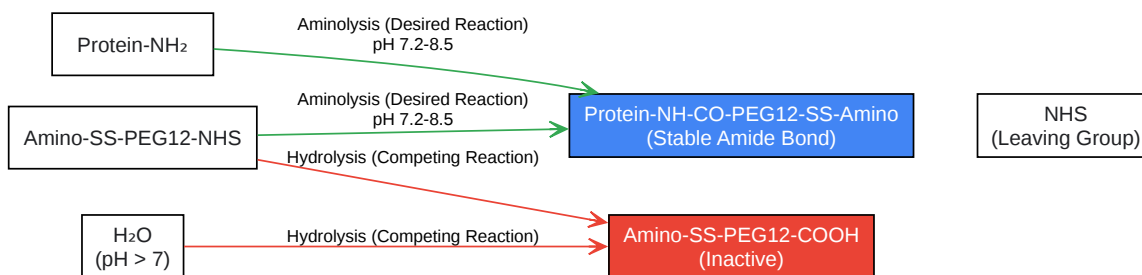 Protein-NH₂
Aminolysis (Desired Reaction)
pH 7.2-8.5
Amino-SS-PEG12-NHS
Aminolysis (Desired Reaction)
pH 7.2-8.5
Protein-NH-CO-PEG12-SS-Amino
(Stable Amide Bond)
NHS
(Leaving Group)
Hydrolysis (Competing Reaction)
H₂O
(pH > 7)
Hydrolysis (Competing Reaction)
Amino-SS-PEG12-COOH
(Inactive)